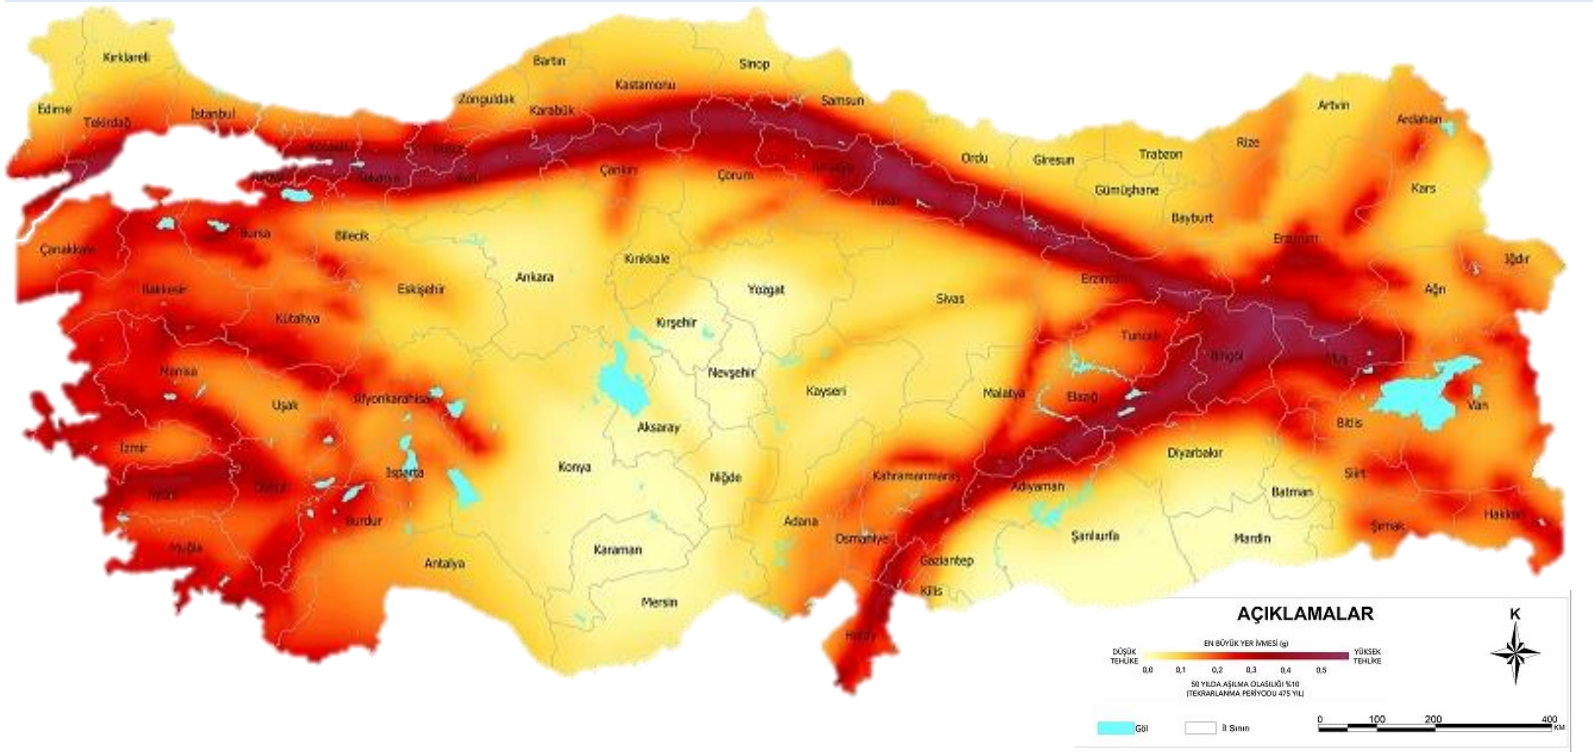 Kırklareli
Bartın
Sinop
Kastamonu
Edirne
Zonguldak
Karabük
Samsun
Artvin
İstanbul
Tekirdağ
Ardahan
Rize
Ordu
Giresun
Trabzon
Çankırı
Çorum
Tokat
Gümüşhane
Kars
Bayburt
Çanakkale
Bursa
Bilecik
Erzurum
Kırıkkale
Iğdır
Ankara
Erzincan
Eskişehir
Balıkesir
Yozgat
Sivas
Ağrı
Kütahya
Kırşehir
Tunceli
Bingöl
Muş
Manisa
Nevşehir
Kayseri
Malatya
Elazığ
Uşak
Afyonkarahisar
Van
Aksaray
Bitlis
İzmir
Diyarbakır
Isparta
Konya
Niğde
Kahramanmaraş
Siirt
Adıyaman
Aydın
Denizli
Batman
Burdur
Adana
Şanlıurfa
Şırnak
Hakkari
Osmaniye
Mardin
Muğla
Karaman
Antalya
Gaziantep
Kilis
Mersin
Hatay
AÇIKLAMALAR
K
EN BÜYÜK YER İVMESİ (g)
DÜŞÜK TEHLİKE
YÜKSEK TEHLİKE
0,0 0,1 0,2 0,3 0,4 0,5
50 YILDA AŞILMA OLASILIĞI %10
(TEKRARLANMA PERİYODU 475 YIL)
Göl
İl Sınırı
0 100 200 400
KM